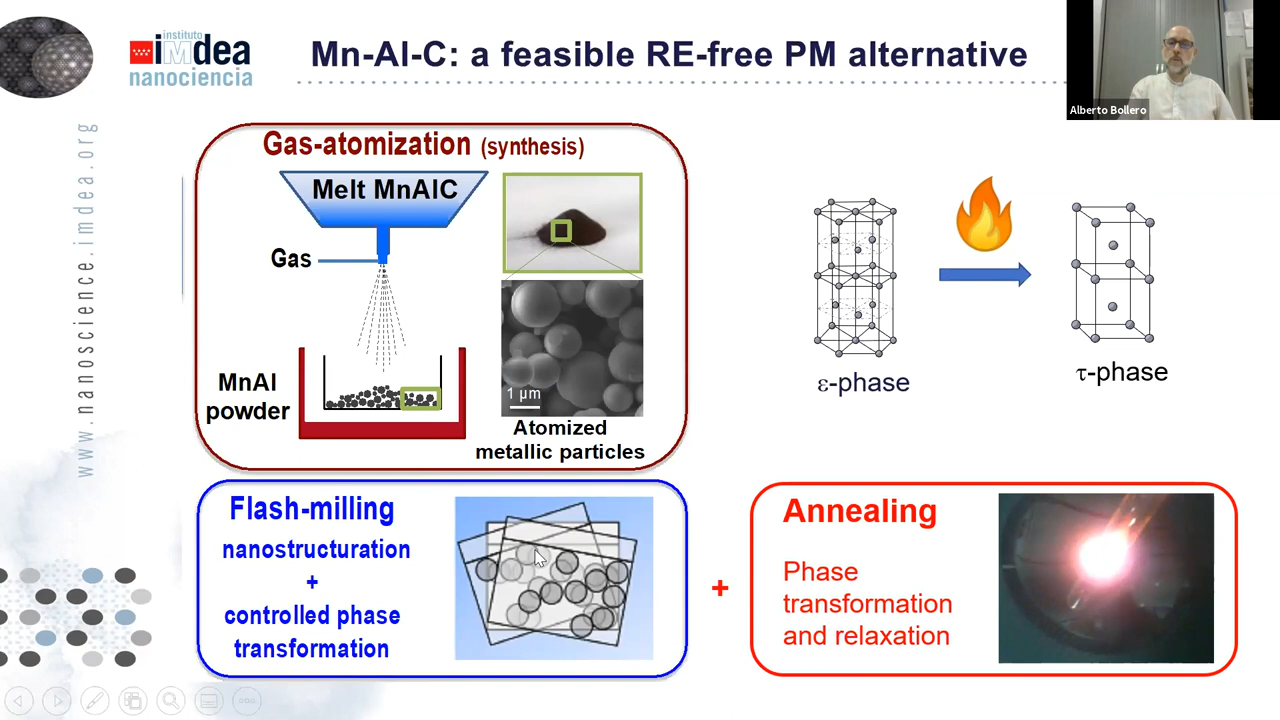 instituto
imdea
nanociencia
Mn-Al-C: a feasible RE-free PM alternative
Alberto Bollero
www.nanoscience.imdea.org
Gas-atomization (synthesis)
Melt MnAlC
Gas
MnAl
powder
1 µm
Atomized
metallic particles
ε-phase
τ-phase
Flash-milling
nanostructuration
+
controlled phase
transformation
+
Annealing
Phase
transformation
and relaxation